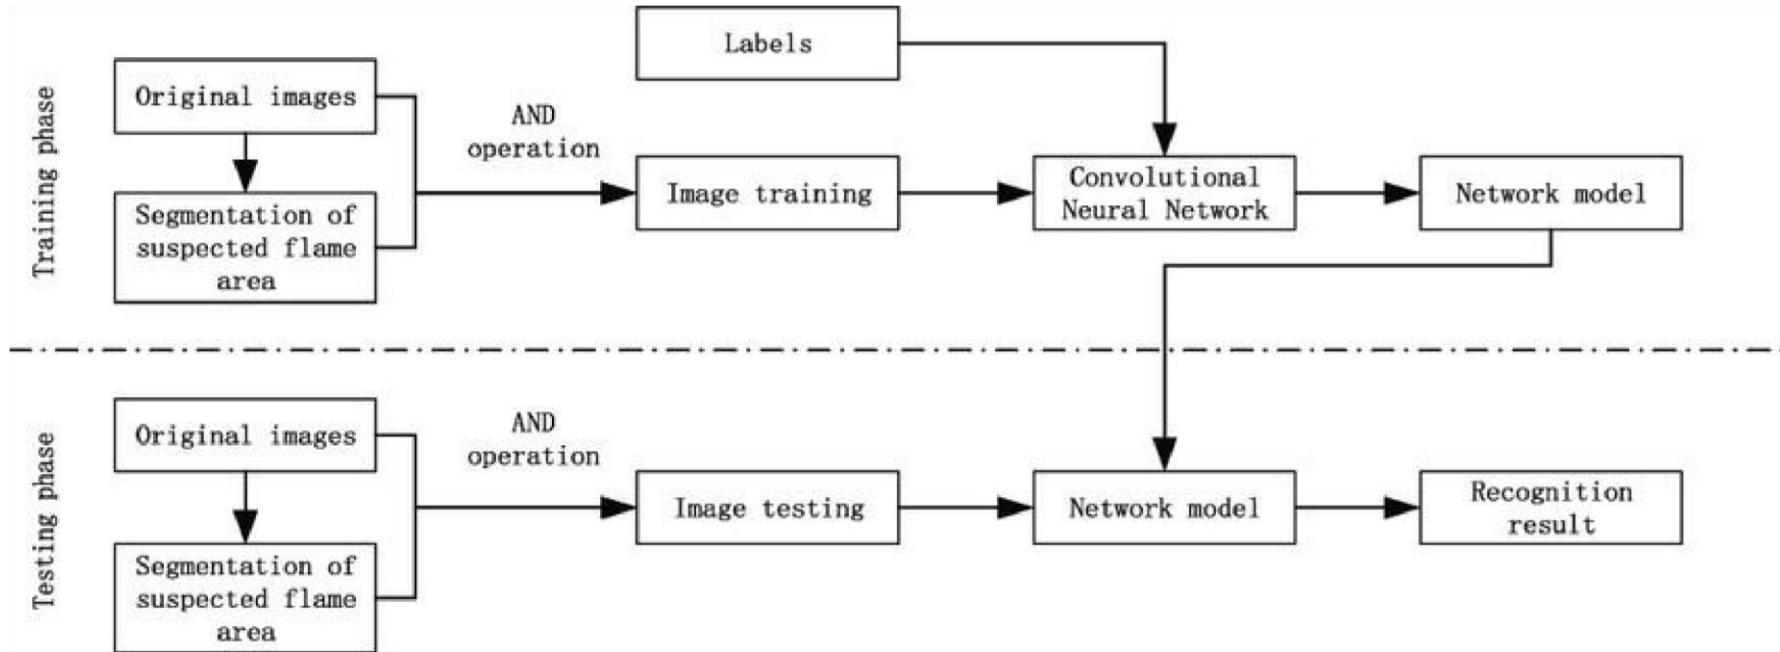 Training phase
Original images
Segmentation of
suspected flame
area
AND
operation
Labels
Image training
Convolutional
Neural Network
Network model
Testing phase
Original images
Segmentation of
suspected flame
area
AND
operation
Image testing
Network model
Recognition
result